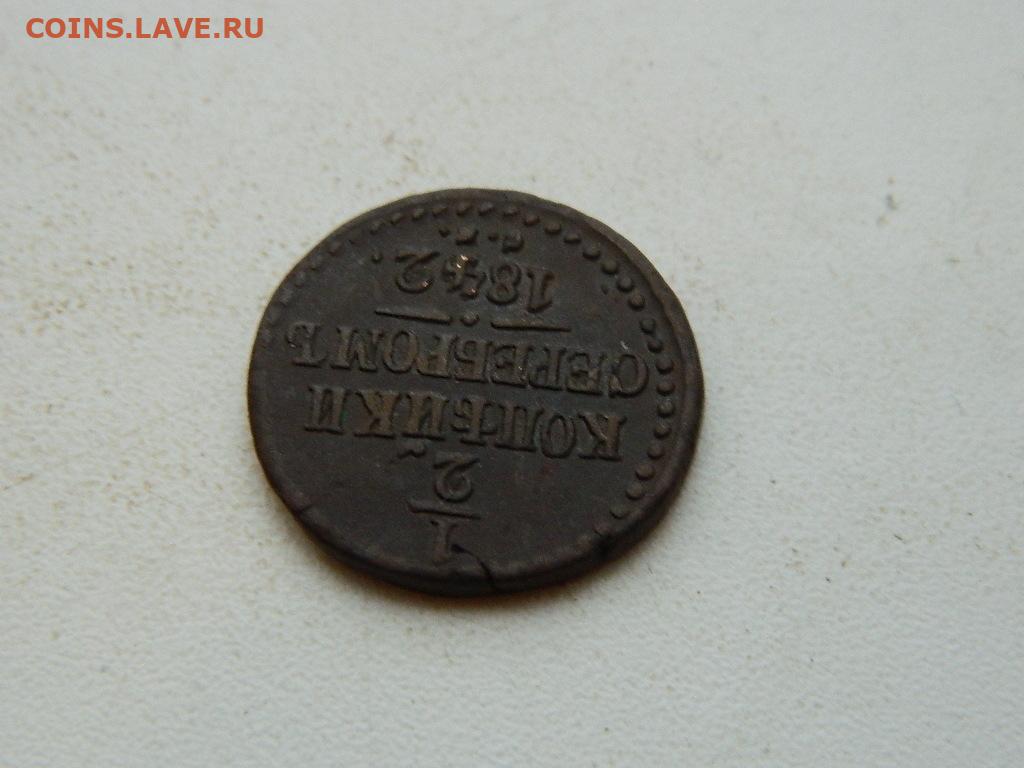 COINS.LAVE.RU
1
2
КОПѢЙКИ
СЕРЕБРОМЪ
1842.